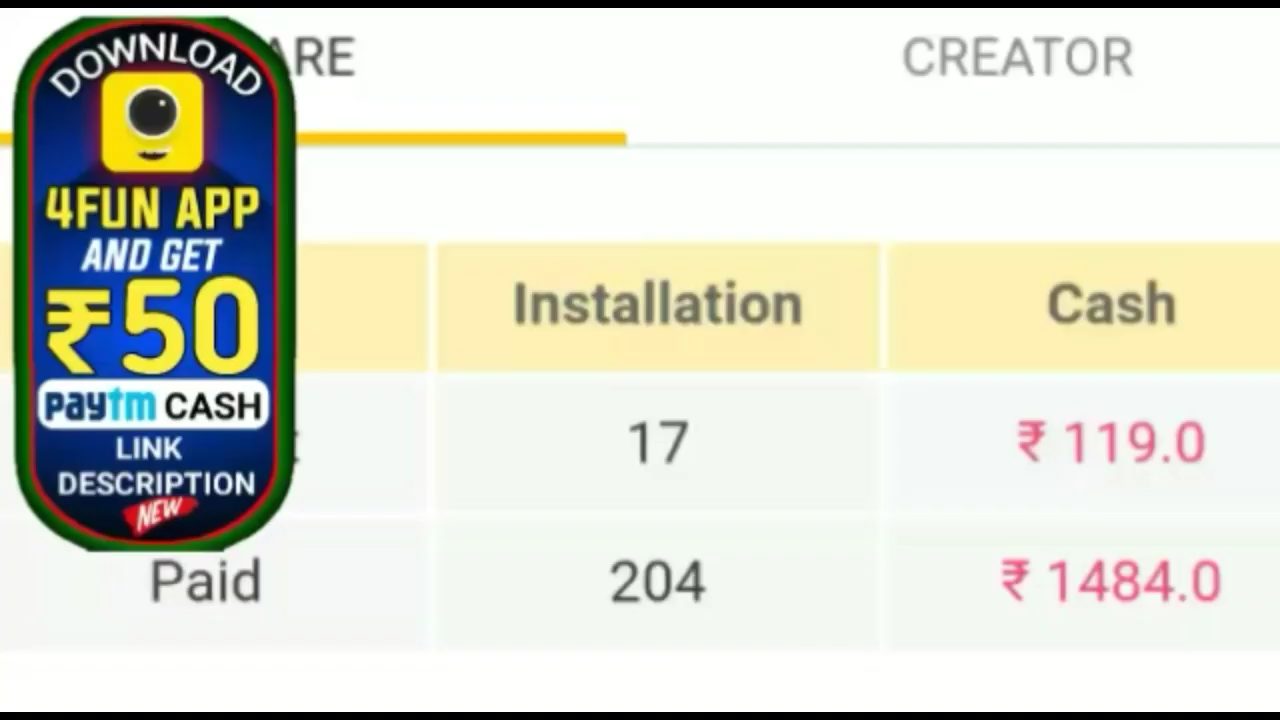 DOWNLOAD
4FUN APP
AND GET
₹50
paytm CASH
LINK
DESCRIPTION
NEW
CREATOR
Installation Cash
17 ₹ 119.0
Paid 204 ₹ 1484.0